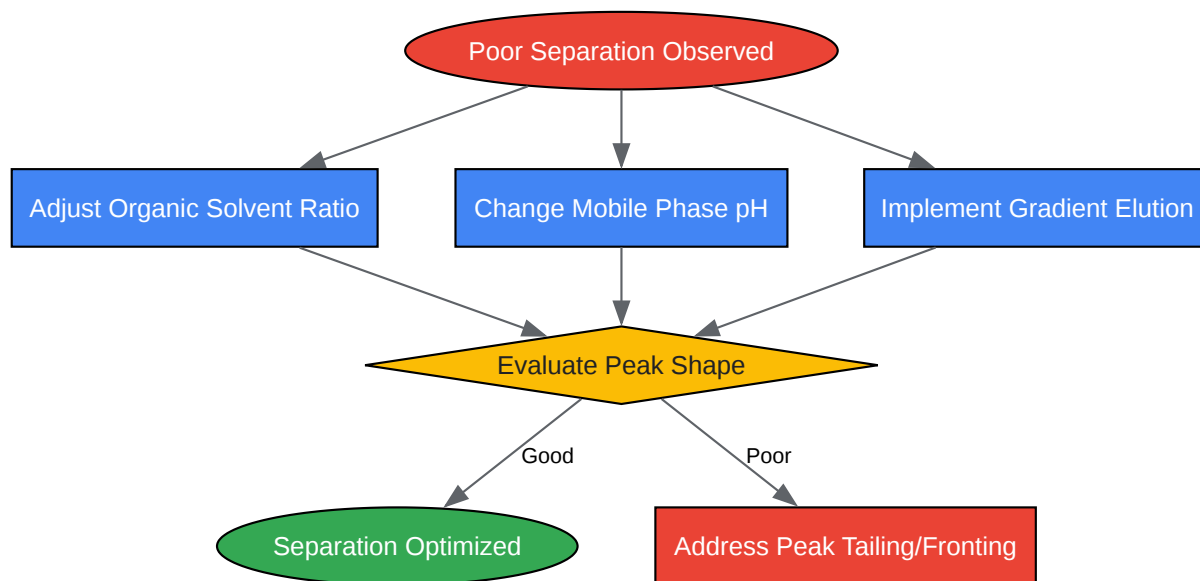 Poor Separation Observed
Adjust Organic Solvent Ratio
Change Mobile Phase pH
Implement Gradient Elution
Evaluate Peak Shape
Good
Poor
Separation Optimized
Address Peak Tailing/Fronting